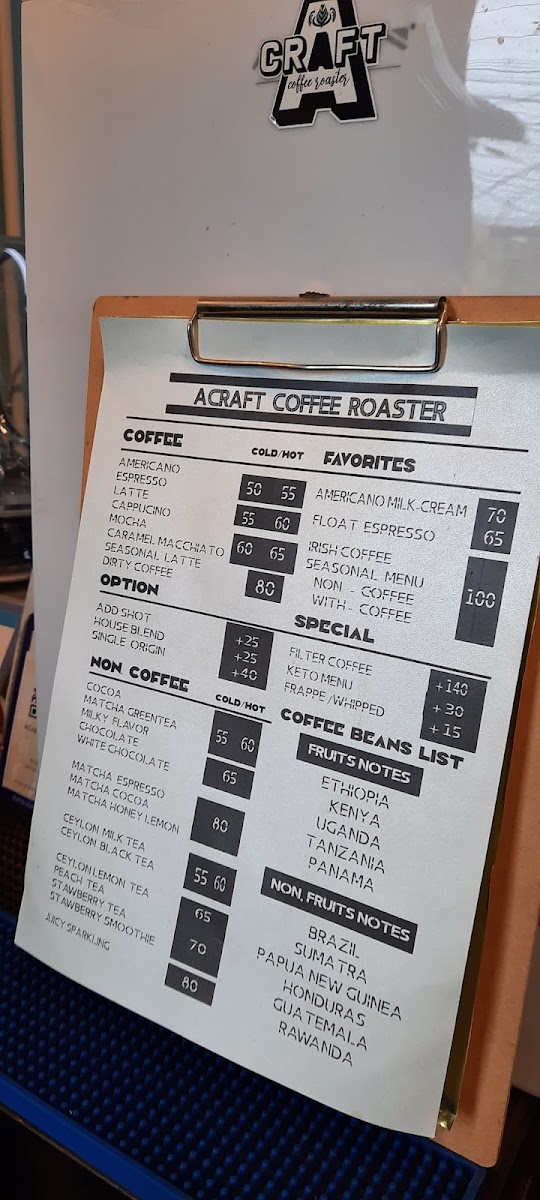 CRAFT
A
coffee roaster
ACRAFT COFFEE ROASTER
COFFEE
COLD/HOT
AMERICANO
ESPRESSO
50 55
LATTE
CAPPUCINO
55 60
MOCHA
CARAMEL MACCHIATO
60 65
SEASONAL LATTE
DIRTY COFFEE
80
OPTION
ADD SHOT +25
HOUSE BLEND +25
SINGLE ORIGIN +40
NON COFFEE
COLD/HOT
COCOA
MATCHA GREENTEA
MILKY FLAVOR
55 60
CHOCOLATE
WHITE CHOCOLATE
65
MATCHA ESPRESSO
MATCHA COCOA
MATCHA HONEY LEMON
80
CEYLON MILK TEA
CEYLON BLACK TEA
55 60
CEYLON LEMON TEA
PEACH TEA
65
STAWBERRY TEA
STAWBERRY SMOOTHIE
70
JUICY SPARKLING
80
FAVORITES
AMERICANO MILK-CREAM 70
FLOAT ESPRESSO 65
IRISH COFFEE
SEASONAL MENU
NON - COFFEE
WITH - COFFEE
100
SPECIAL
FILTER COFFEE +140
KETO MENU +30
FRAPPE/WHIPPED +15
COFFEE BEANS LIST
FRUITS NOTES
ETHIOPIA
KENYA
UGANDA
TANZANIA
PANAMA
NON, FRUITS NOTES
BRAZIL
SUMATRA
PAPUA NEW GUINEA
HONDURAS
GUATEMALA
RAWANDA